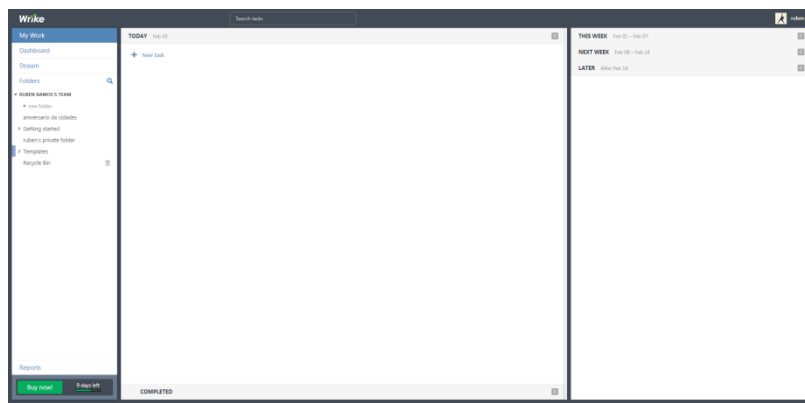 Wrike
Search tasks
ruben
My Work
Dashboard
Stream
Folders
RUBEN RAMOS'S TEAM
+ new folder
aniversario da cidades
Getting started
ruben's private folder
Templates
Recycle Bin
Reports
Buy now!
9 days left
TODAY Feb 02
+ New task
COMPLETED
THIS WEEK Feb 02 – Feb 07
NEXT WEEK Feb 08 – Feb 14
LATER After Feb 14